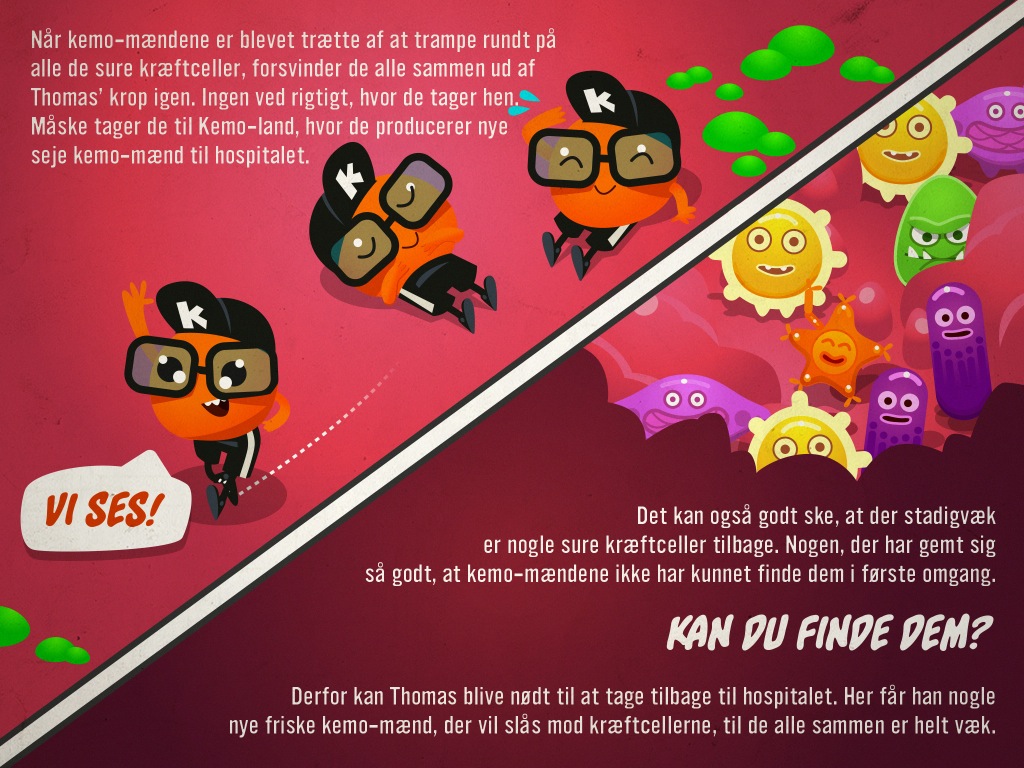 Når kemo-mændene er blevet trætte af at trampe rundt på
alle de sure kræftceller, forsvinder de alle sammen ud af
Thomas' krop igen. Ingen ved rigtigt, hvor de tager hen.
Måske tager de til Kemo-land, hvor de producerer nye
seje kemo-mænd til hospitalet.
K
K
K
VI SES!
Det kan også godt ske, at der stadigvæk
er nogle sure kræftceller tilbage. Nogen, der har gemt sig
så godt, at kemo-mændene ikke har kunnet finde dem i første omgang.
KAN DU FINDE DEM?
Derfor kan Thomas blive nødt til at tage tilbage til hospitalet. Her får han nogle
nye friske kemo-mænd, der vil slås mod kræftcellerne, til de alle sammen er helt væk.